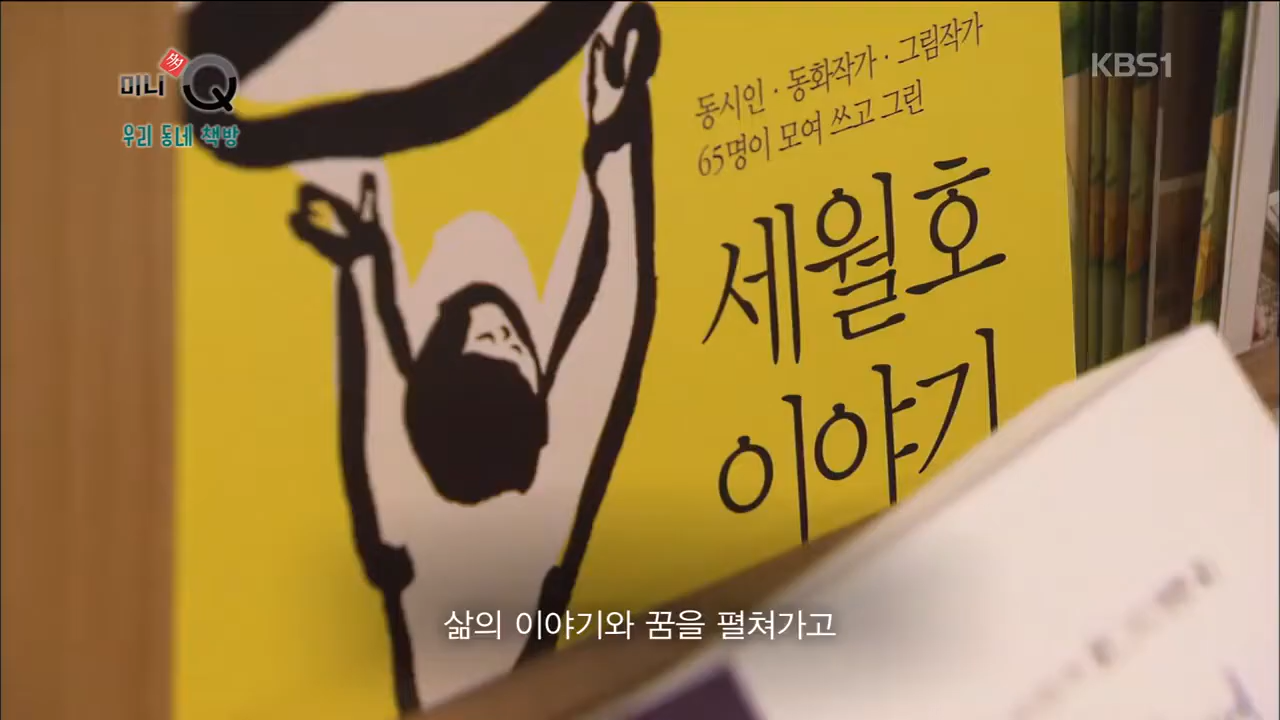 미니 多 Q
우리 동네 책방
KBS1
동시인 · 동화작가 · 그림작가
65명이 모여 쓰고 그린
세월호
이야기
삶의 이야기와 꿈을 펼쳐가고